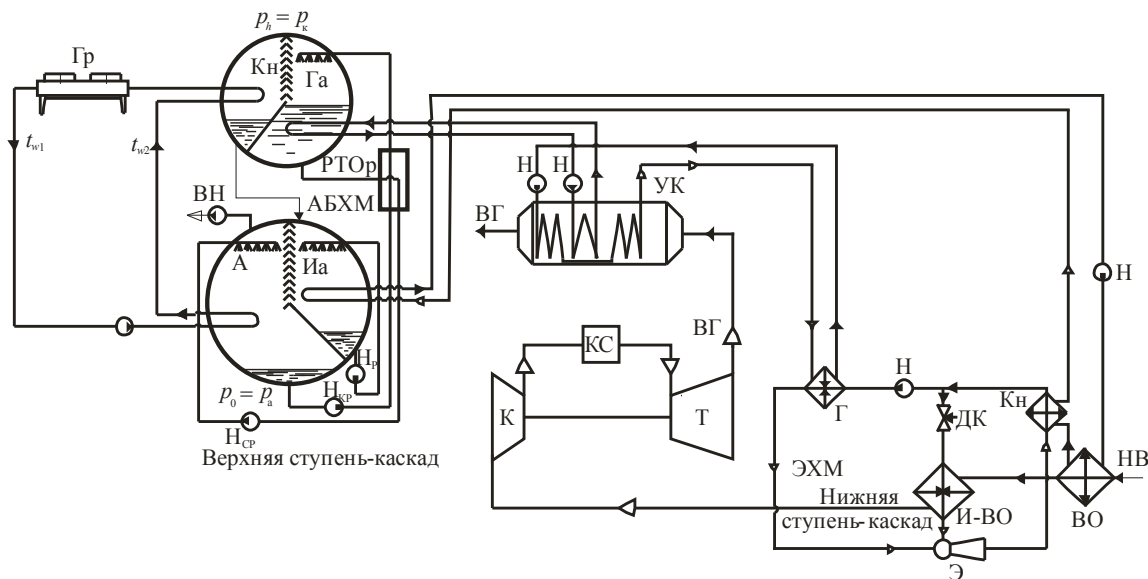 p_h = p_к
Гр
Кн
Га
t_w1
t_w2
РТОр
АБХМ
ВН
А
Иа
Н_Р
p_0 = p_а
Н_КР
Н_СР
Верхняя ступень-каскад
Н
Н
УК
ВГ
ВГ
КС
К
Т
Н
Г
Н
Кн
ДК
ЭХМ
НВ
Нижняя
ступень-каскад
И-ВО
ВО
Э